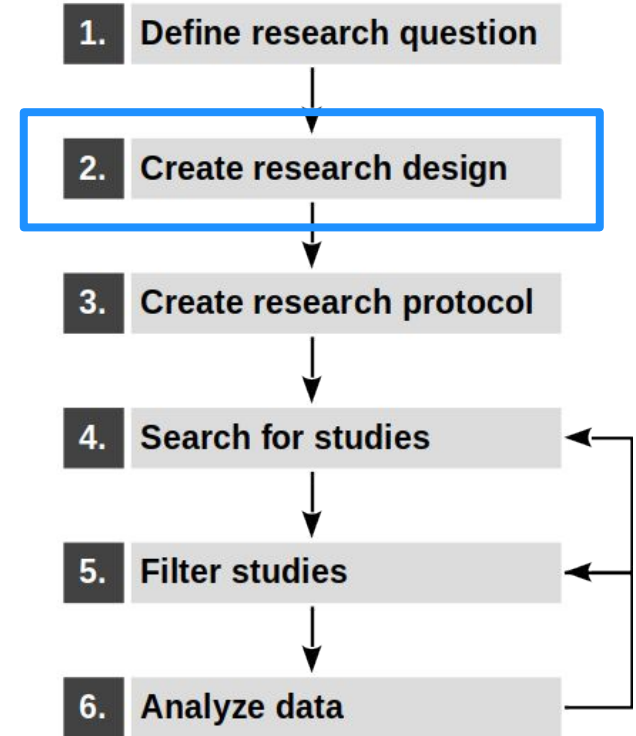 1. Define research question
2. Create research design
3. Create research protocol
4. Search for studies
5. Filter studies
6. Analyze data